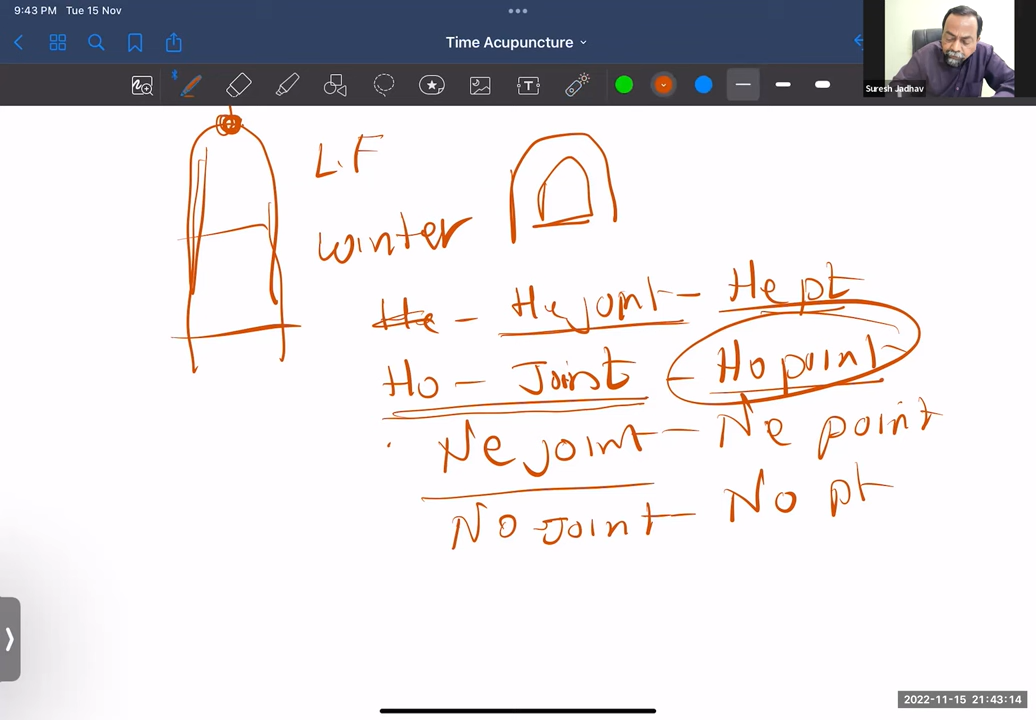 9:43 PM Tue 15 Nov
Time Acupuncture
Suresh Jadhav
L.F
winter
He - He joint - He pt
Ho - Joint - Ho point
Ne joint - Ne point
No Joint - No pt
2022-11-15 21:43:14